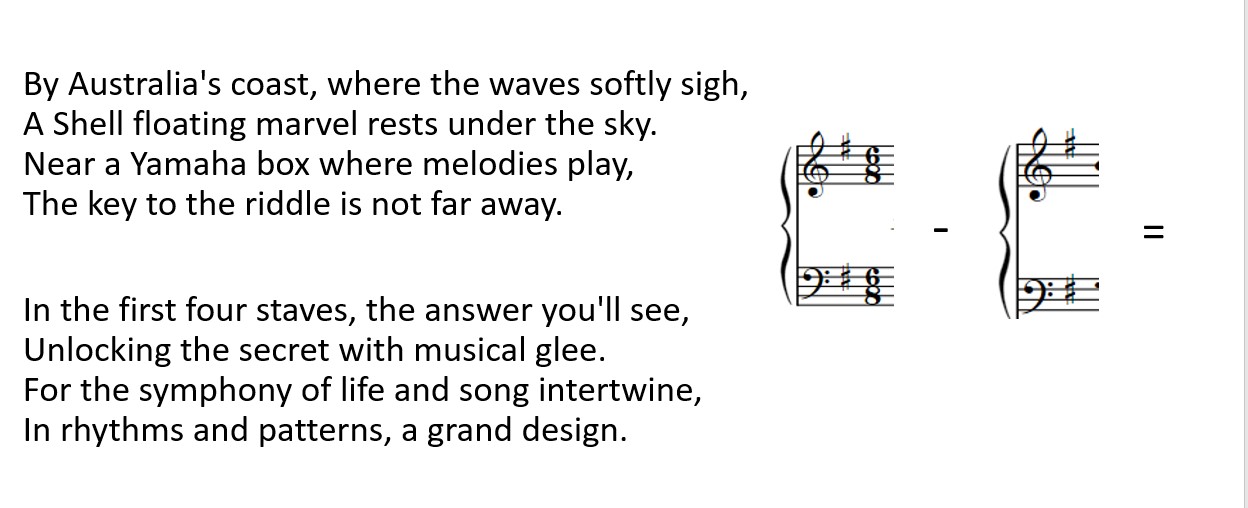 By Australia's coast, where the waves softly sigh,
A Shell floating marvel rests under the sky.
Near a Yamaha box where melodies play,
The key to the riddle is not far away.
In the first four staves, the answer you'll see,
Unlocking the secret with musical glee.
For the symphony of life and song intertwine,
In rhythms and patterns, a grand design.
6
8
6
8
- =